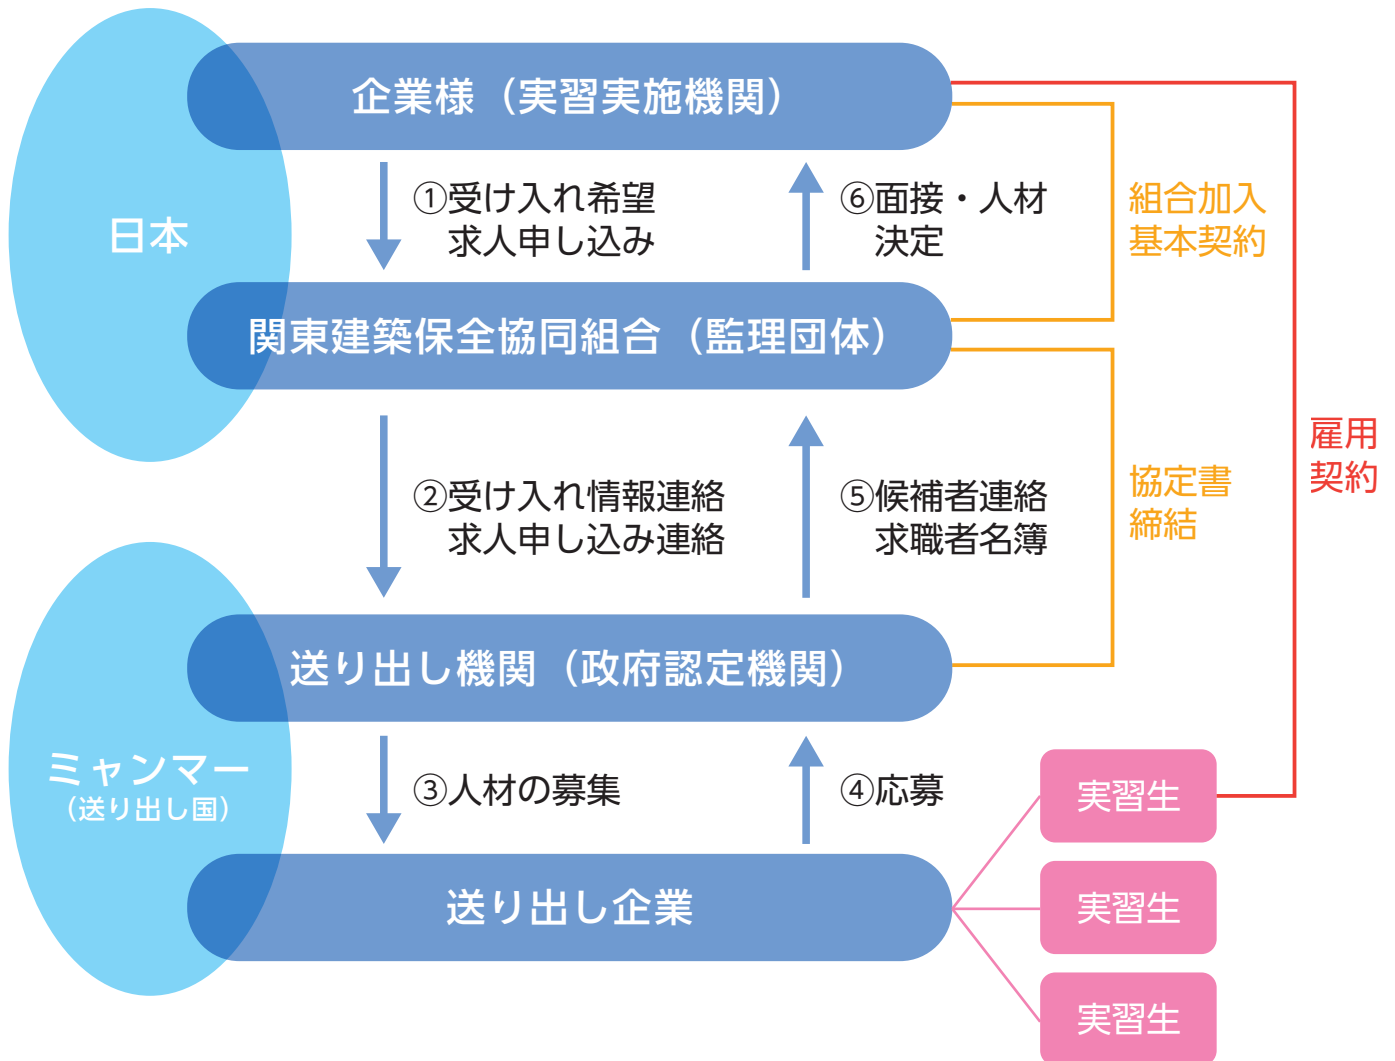 企業様（実習実施機関）
①受け入れ希望
求人申し込み
⑥面接・人材
決定
組合加入
基本契約
日本
関東建築保全協同組合（監理団体）
雇用
契約
②受け入れ情報連絡
求人申し込み連絡
⑤候補者連絡
求職者名簿
協定書
締結
送り出し機関（政府認定機関）
ミャンマー
（送り出し国）
③人材の募集
④応募
実習生
送り出し企業
実習生
実習生